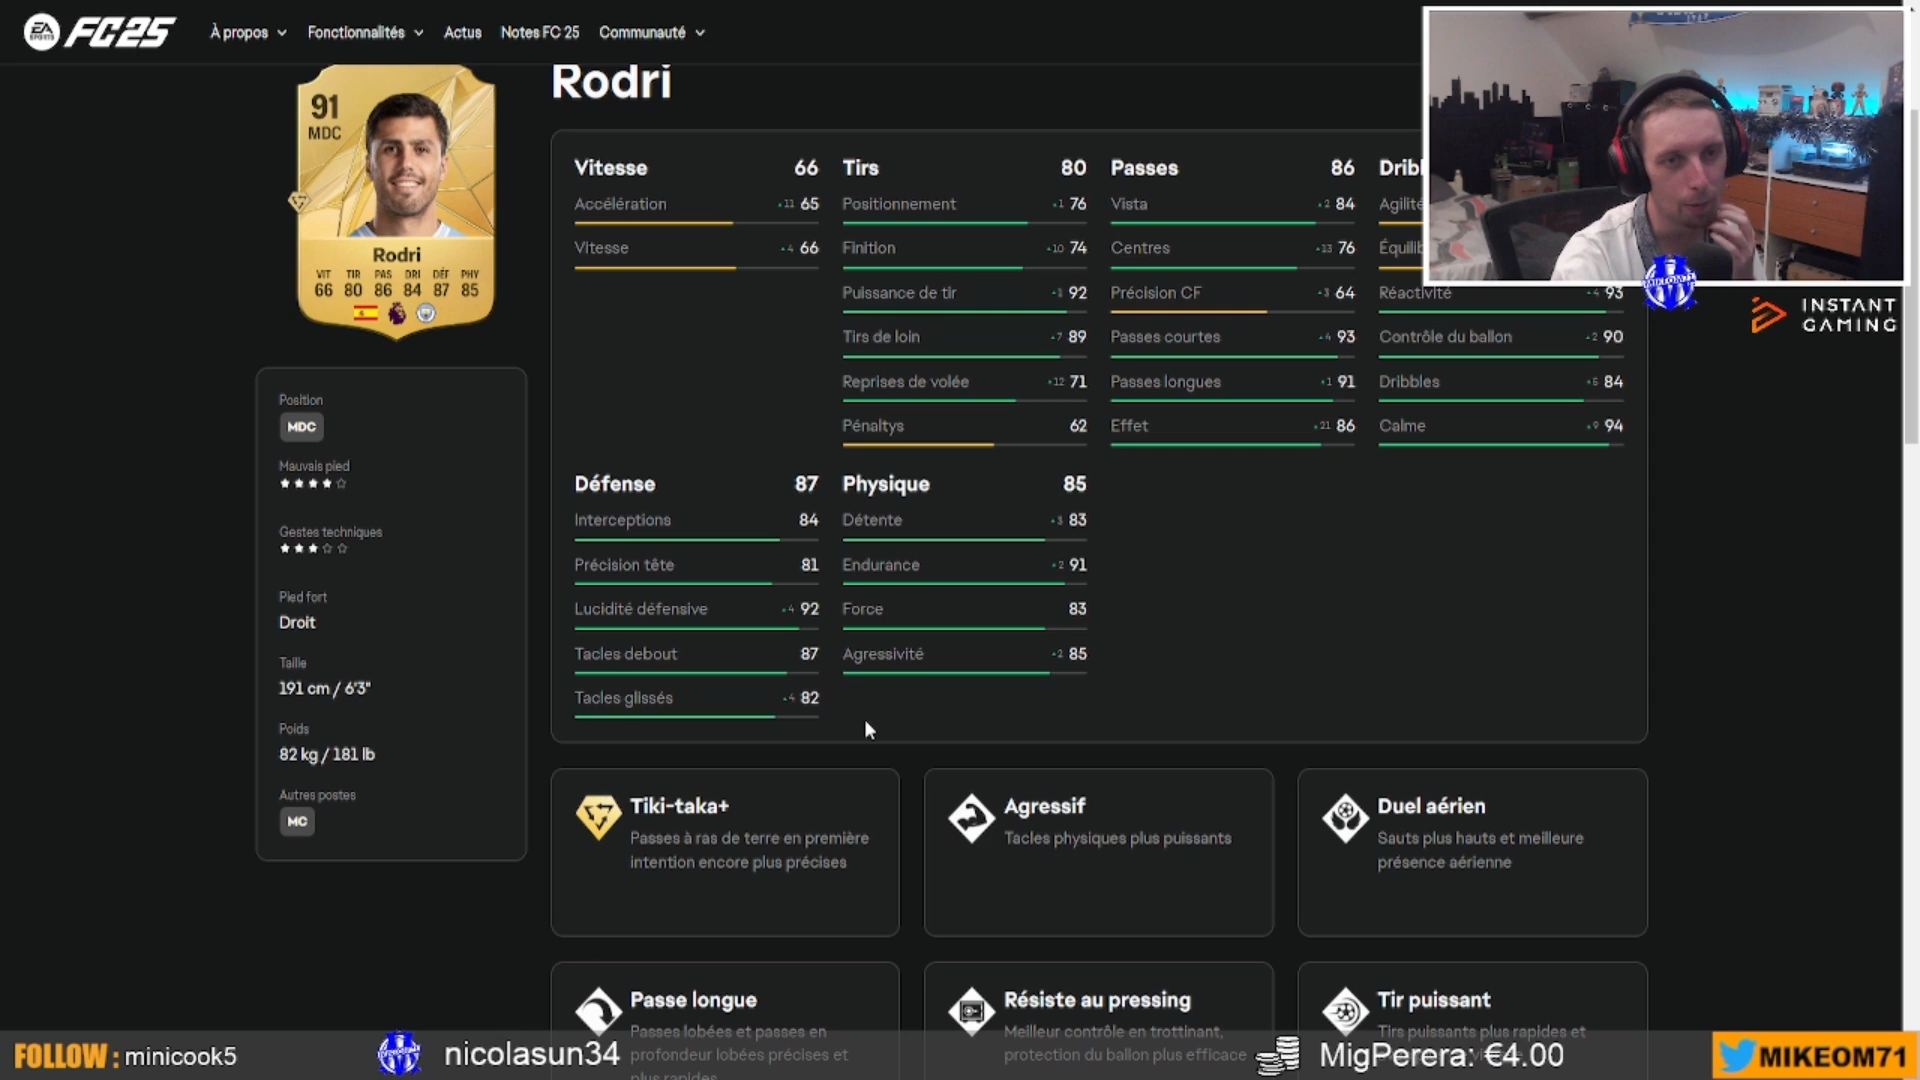 EA SPORTS FC25
À propos Fonctionnalités Actus Notes FC 25 Communauté
Rodri
91
MDC
Rodri
VIT TIR PAS DRI DÉF PHY
66 80 86 84 87 85
Position
MDC
Mauvais pied
Gestes techniques
Pied fort
Droit
Taille
191 cm / 6'3"
Poids
82 kg / 181 lb
Autres postes
MC
Vitesse 66
Accélération 11 65
Vitesse 4 66
Tirs 80
Positionnement 1 76
Finition 10 74
Puissance de tir 92
Tirs de loin 7 89
Reprises de volée 12 71
Pénaltys 62
Passes 86
Vista 2 84
Centres 13 76
Précision CF 3 64
Passes courtes 4 93
Passes longues 1 91
Effet 21 86
Dribl
Agilité
Équilib
Réactivité 4 93
Contrôle du ballon 2 90
Dribbles 5 84
Calme 9 94
Défense 87
Interceptions 84
Précision tête 81
Lucidité défensive 4 92
Tacles debout 87
Tacles glissés 4 82
Physique 85
Détente 3 83
Endurance 2 91
Force 83
Agressivité 2 85
INSTANT
GAMING
Tiki-taka+
Passes à ras de terre en première
intention encore plus précises
Agressif
Tacles physiques plus puissants
Duel aérien
Sauts plus hauts et meilleure
présence aérienne
Passe longue
Passes lobées et passes en
profondeur lobées précises et
plus rapides
Résiste au pressing
Meilleur contrôle en trottinant,
protection du ballon plus efficace
Tir puissant
Tirs puissants plus rapides et
FOLLOW : minicook5
nicolasun34
MigPerera: €4.00
MIKEOM71